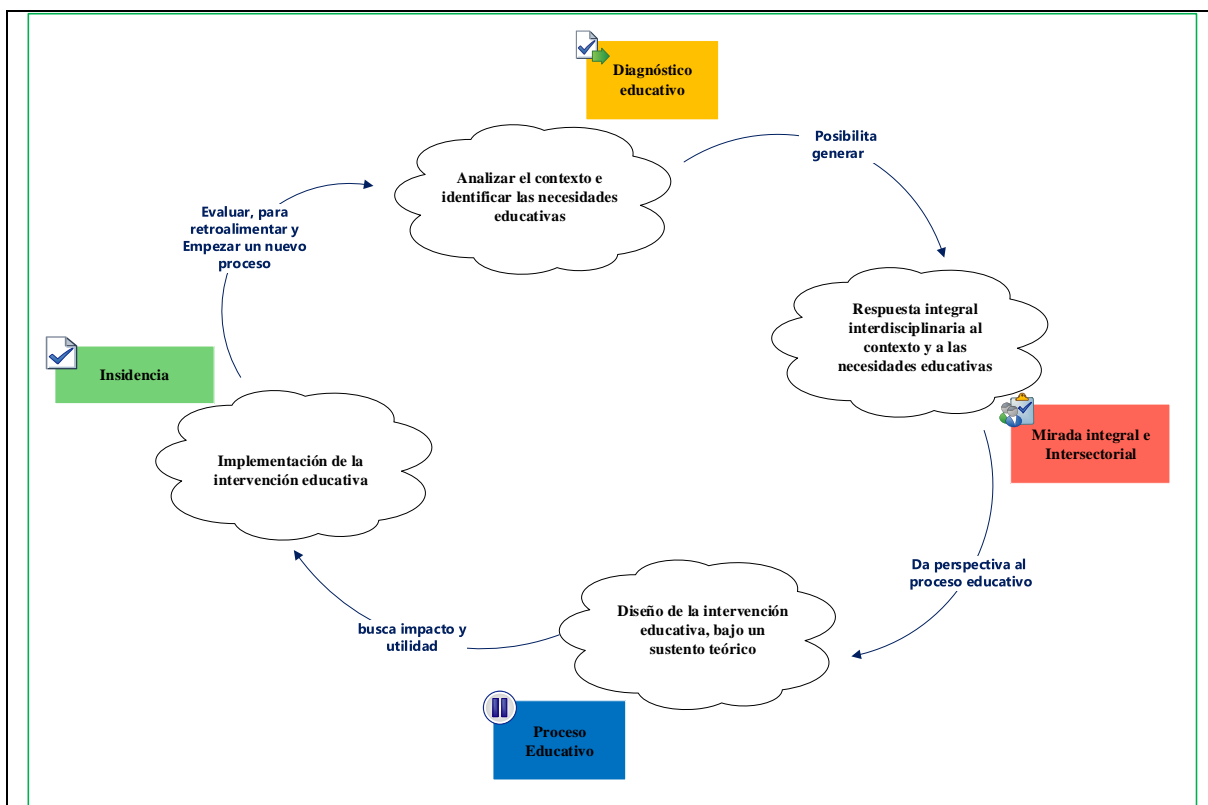 Diagnóstico
educativo
Analizar el contexto e
identificar las necesidades
educativas
Posibilita
generar
Respuesta integral
interdisciplinaria al
contexto y a las
necesidades educativas
Mirada integral e
Intersectorial
Da perspectiva al
proceso educativo
Diseño de la intervención
educativa, bajo un
sustento teórico
Proceso
Educativo
busca impacto y
utilidad
Implementación de la
intervención educativa
Insidencia
Evaluar, para
retroalimentar y
Empezar un nuevo
proceso